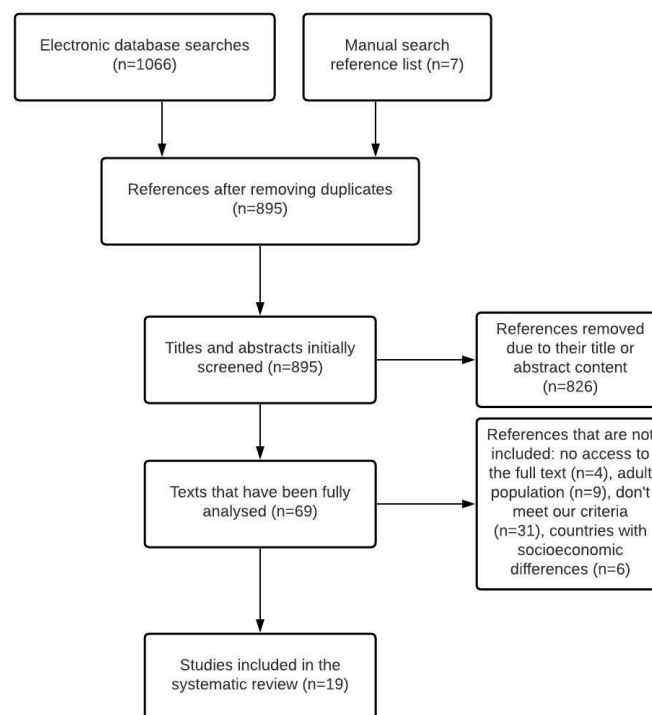 Electronic database searches
(n=1066)
Manual search
reference list (n=7)
References after removing duplicates
(n=895)
Titles and abstracts initially
screened (n=895)
References removed
due to their title or
abstract content
(n=826)
Texts that have been fully
analysed (n=69)
References that are not
included: no access to
the full text (n=4), adult
population (n=9), don't
meet our criteria
(n=31), countries with
socioeconomic
differences (n=6)
Studies included in the
systematic review (n=19)